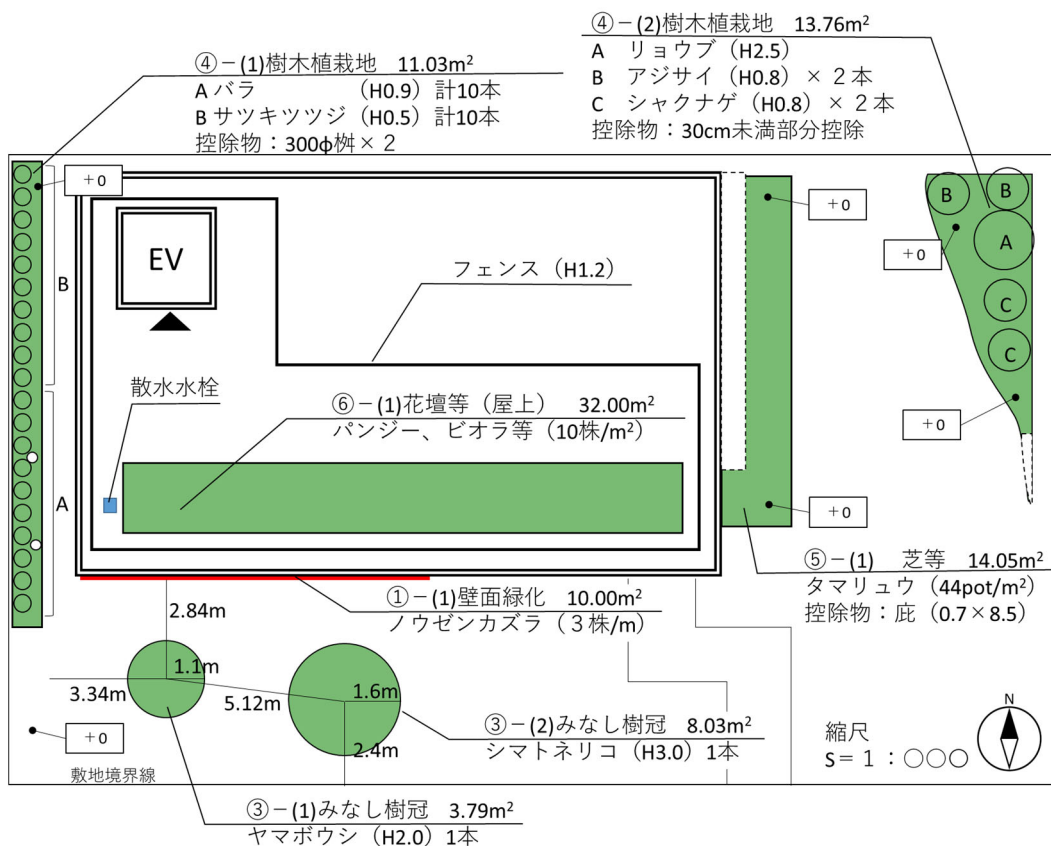 ④－(1)樹木植栽地　11.03m²
A バラ　　　　（H0.9）計10本
B サツキツツジ（H0.5）計10本
控除物：300φ桝×２
④－(2)樹木植栽地　13.76m²
A　リョウブ（H2.5）
B　アジサイ（H0.8）×２本
C　シャクナゲ（H0.8）×２本
控除物：30cm未満部分控除
＋0
＋0
B
B
A
＋0
C
C
＋0
EV
B
フェンス（H1.2）
散水水栓
⑥－(1)花壇等（屋上）　32.00m²
パンジー、ビオラ等（10株/m²）
A
＋0
⑤－(1)　芝等　14.05m²
タマリュウ（44pot/m²）
控除物：庇（0.7×8.5）
①－(1)壁面緑化　10.00m²
ノウゼンカズラ（３株/m）
2.84m
1.1m
3.34m
5.12m
1.6m
2.4m
③－(2)みなし樹冠　8.03m²
シマトネリコ（H3.0）1本
＋0
敷地境界線
N
縮尺
S＝１：○○○
③－(1)みなし樹冠　3.79m²
ヤマボウシ（H2.0）1本